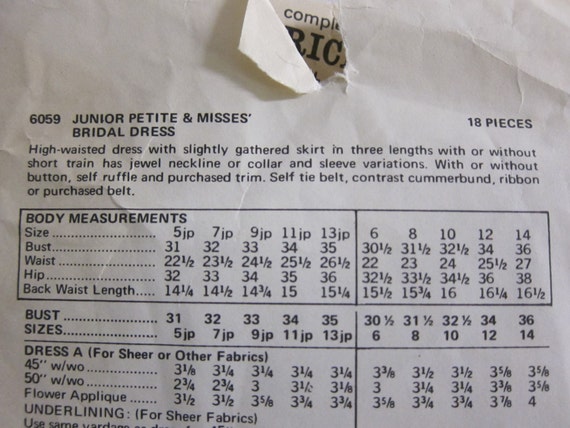 comple
RICK
6059 JUNIOR PETITE & MISSES' 18 PIECES
BRIDAL DRESS
High-waisted dress with slightly gathered skirt in three lengths with or without
short train has jewel neckline or collar and sleeve variations. With or without
button, self ruffle and purchased trim. Self tie belt, contrast cummerbund, ribbon
or purchased belt.
BODY MEASUREMENTS
Size ........................ 5jp 7jp 9jp 11jp 13jp 6 8 10 12 14
Bust ........................ 31 32 33 34 35 30½ 31½ 32½ 34 36
Waist ........................ 22½ 23½ 24½ 25½ 26½ 22 23 24 25½ 27
Hip ........................ 32 33 34 35 36 32½ 33½ 34½ 36 38
Back Waist Length ..... 14¼ 14½ 14¾ 15 15¼ 15½ 15¾ 16 16¼ 16½
BUST 31 32 33 34 35 30 ½ 31 ½ 32 ½ 34 36
SIZES ........................ 5jp 7jp 9jp 11jp 13jp 6 8 10 12 14
DRESS A (For Sheer or Other Fabrics)
45" w/wo ........................ 3⅛ 3¼ 3¼ 3¼ 3¼ 3⅜ 3½ 3½ 3⅝ 3⅝
50" w/wo ........................ 2¾ 2¾ 3 3¼ 3¼ 3 3¼ 3¼ 3⅜ 3⅝
Flower Applique ........ 3½ 3½ 3⅝ 3¾ 3¾ 3⅝ 3¾ 3¾ 3⅞ 4
UNDERLINING: (For Sheer Fabrics)